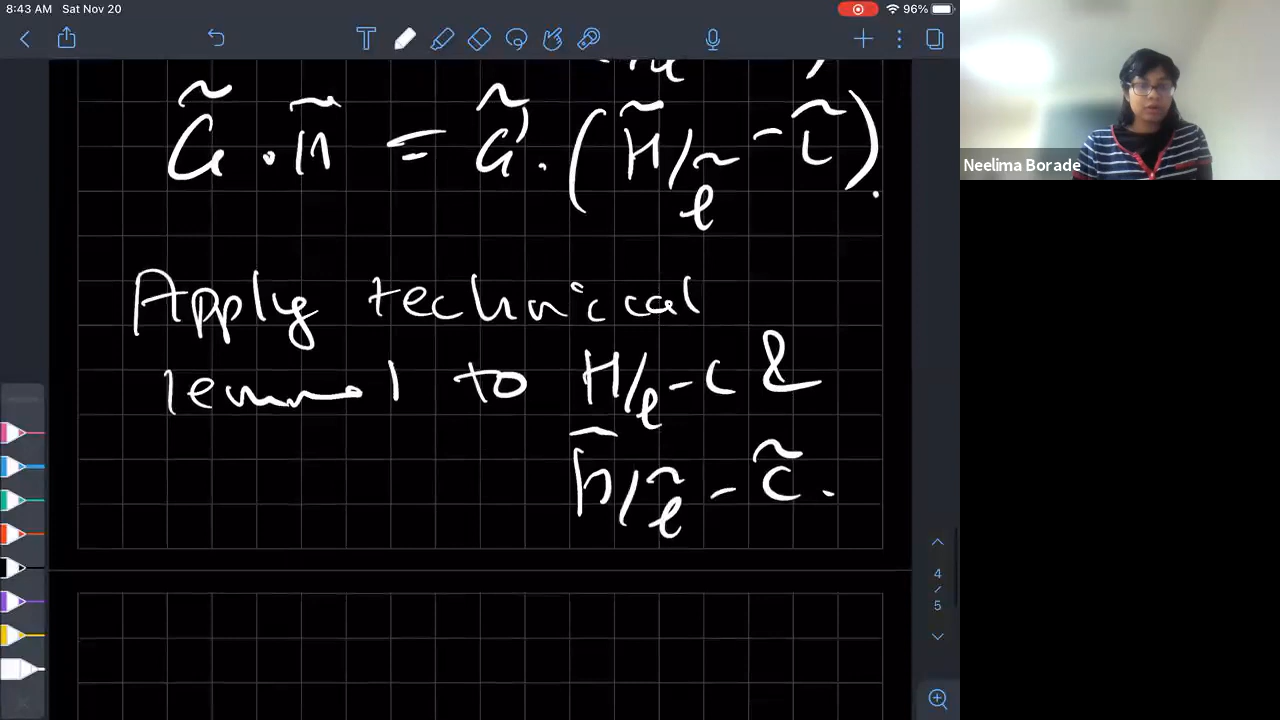 8:43 AM Sat Nov 20
96%
G̃ · H̃ = G̃' · (H̃/ℓ̃ - c̃).
Apply technical
lemma 1 to H/ℓ - c &
H̃/ℓ̃ - c̃.
4
/
5
Neelima Borade